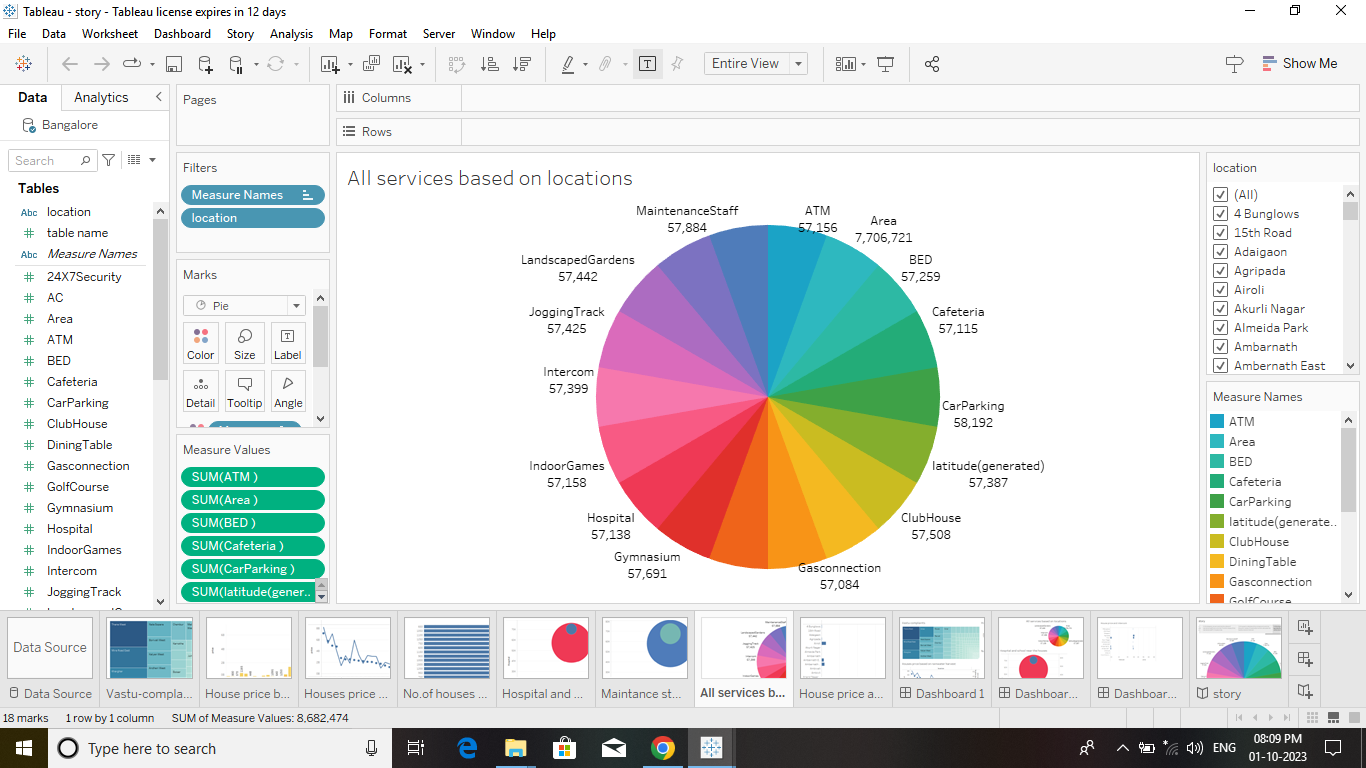 Tableau - story - Tableau license expires in 12 days
File Data Worksheet Dashboard Story Analysis Map Format Server Window Help
Entire View
Show Me
Data Analytics
Bangalore
Search
Tables
Abc location
# table name
Abc Measure Names
# 24X7Security
# AC
# Area
# ATM
# BED
# Cafeteria
# CarParking
# ClubHouse
# DiningTable
# Gasconnection
# GolfCourse
# Gymnasium
# Hospital
# IndoorGames
# Intercom
# JoggingTrack
Pages
Filters
Measure Names
location
Marks
Pie
Color Size Label
Detail Tooltip Angle
Measure Values
SUM(ATM )
SUM(Area )
SUM(BED )
SUM(Cafeteria )
SUM(CarParking )
SUM(latitude(gener..
Columns
Rows
All services based on locations
MaintenanceStaff
57,884
ATM
57,156
Area
7,706,721
LandscapedGardens
57,442
BED
57,259
JoggingTrack
57,425
Cafeteria
57,115
Intercom
57,399
CarParking
58,192
IndoorGames
57,158
latitude(generated)
57,387
Hospital
57,138
ClubHouse
57,508
Gymnasium
57,691
Gasconnection
57,084
location
(All)
4 Bunglows
15th Road
Adaigaon
Agripada
Airoli
Akurli Nagar
Almeida Park
Ambarnath
Ambernath East
Measure Names
ATM
Area
BED
Cafeteria
CarParking
latitude(generate..
ClubHouse
DiningTable
Gasconnection
GolfCourse
Data Source
Data Source Vastu-compla... House price b... Houses price ... No.of houses ... Hospital and ... Maintance st... All services b... House price a... Dashboard 1 Dashboar... Dashboar... story
18 marks 1 row by 1 column SUM of Measure Values: 8,682,474
Type here to search
ENG
08:09 PM
01-10-2023